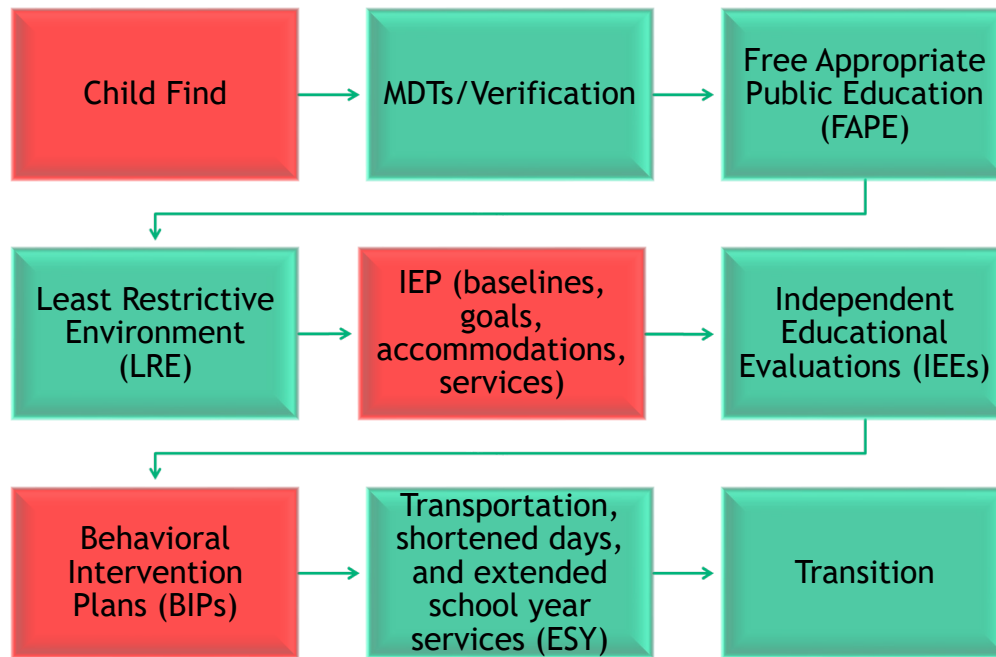 Child Find
MDTs/Verification
Free Appropriate
Public Education
(FAPE)
Least Restrictive
Environment
(LRE)
IEP (baselines,
goals,
accommodations,
services)
Independent
Educational
Evaluations (IEEs)
Behavioral
Intervention
Plans (BIPs)
Transportation,
shortened days,
and extended
school year
services (ESY)
Transition